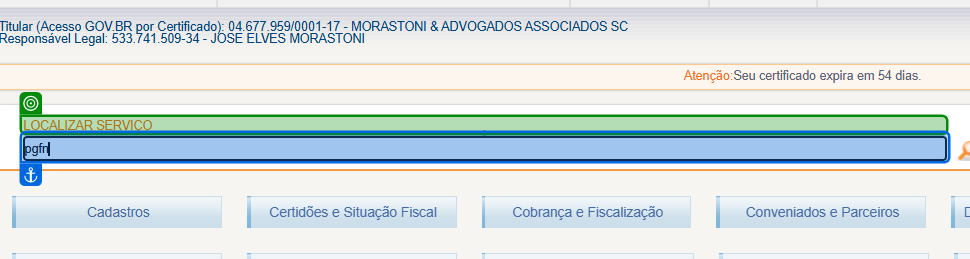 Titular (Acesso GOV.BR por Certificado): 04.677.959/0001-17 - MORASTONI & ADVOGADOS ASSOCIADOS SC
Responsável Legal: 533.741.509-34 - JOSE ELVES MORASTONI
Atenção:Seu certificado expira em 54 dias.
LOCALIZAR SERVIÇO
pgfn
Cadastros
Certidões e Situação Fiscal
Cobrança e Fiscalização
Conveniados e Parceiros